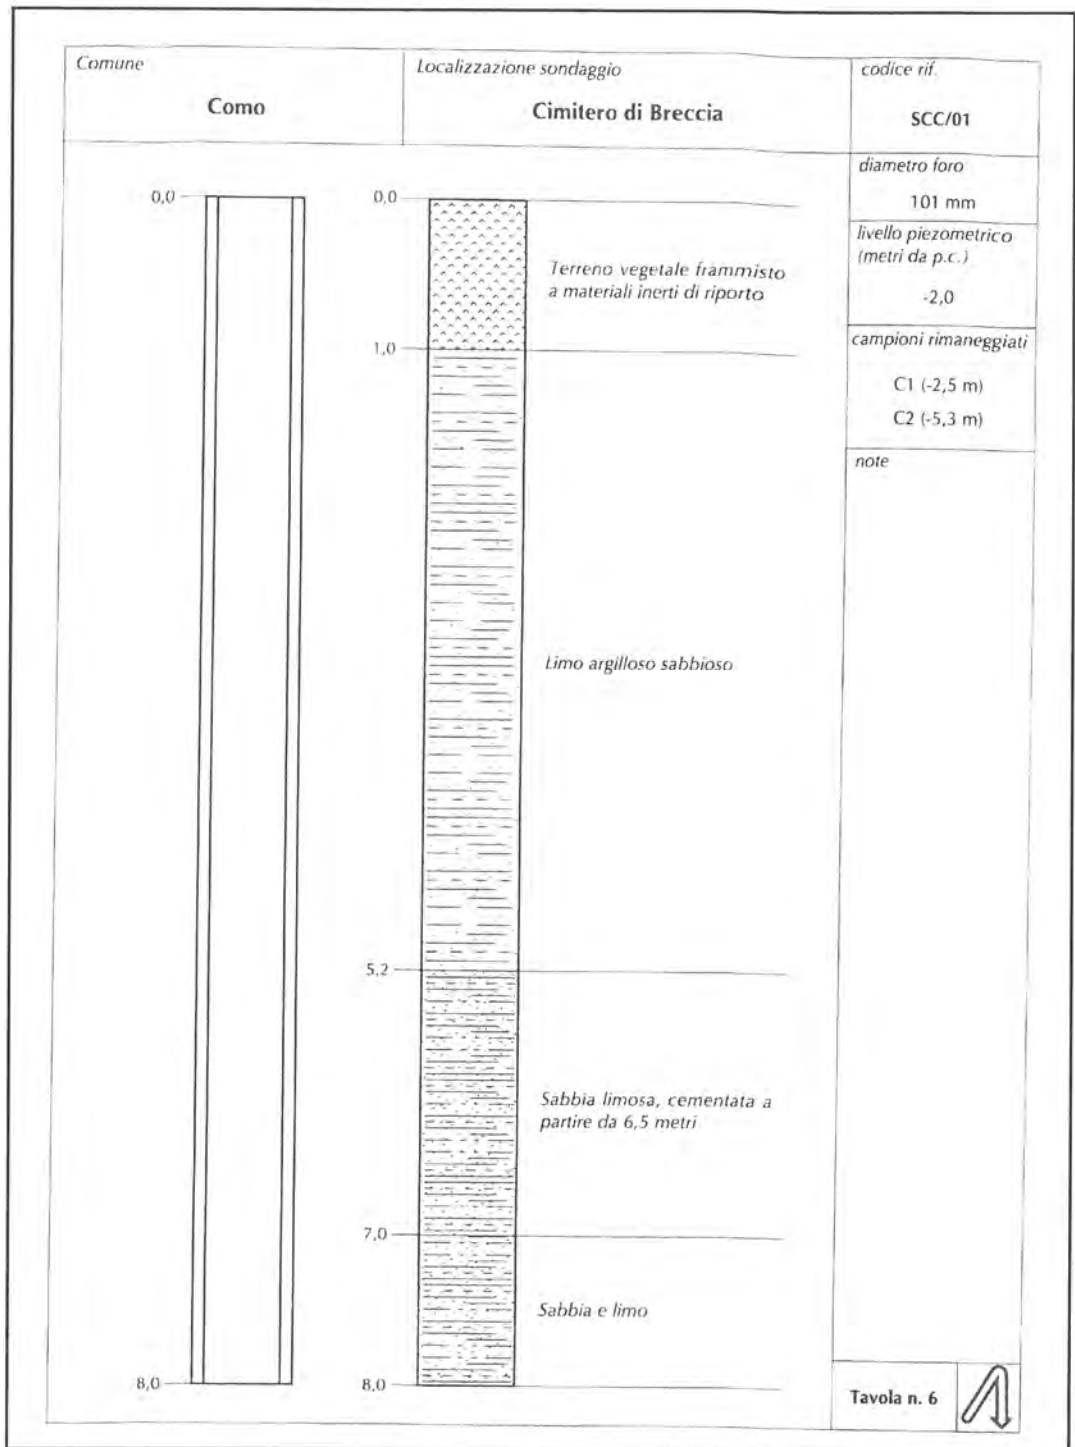 Comune
Como
Localizzazione sondaggio
Cimitero di Breccia
codice rif.
SCC/01
diametro foro
101 mm
livello piezometrico
(metri da p.c.)
-2,0
campioni rimaneggiati
C1 (-2,5 m)
C2 (-5,3 m)
note
0,0
8,0
0,0
Terreno vegetale frammisto
a materiali inerti di riporto
1,0
Limo argilloso sabbioso
5,2
Sabbia limosa, cementata a
partire da 6,5 metri
7,0
Sabbia e limo
8,0
Tavola n. 6